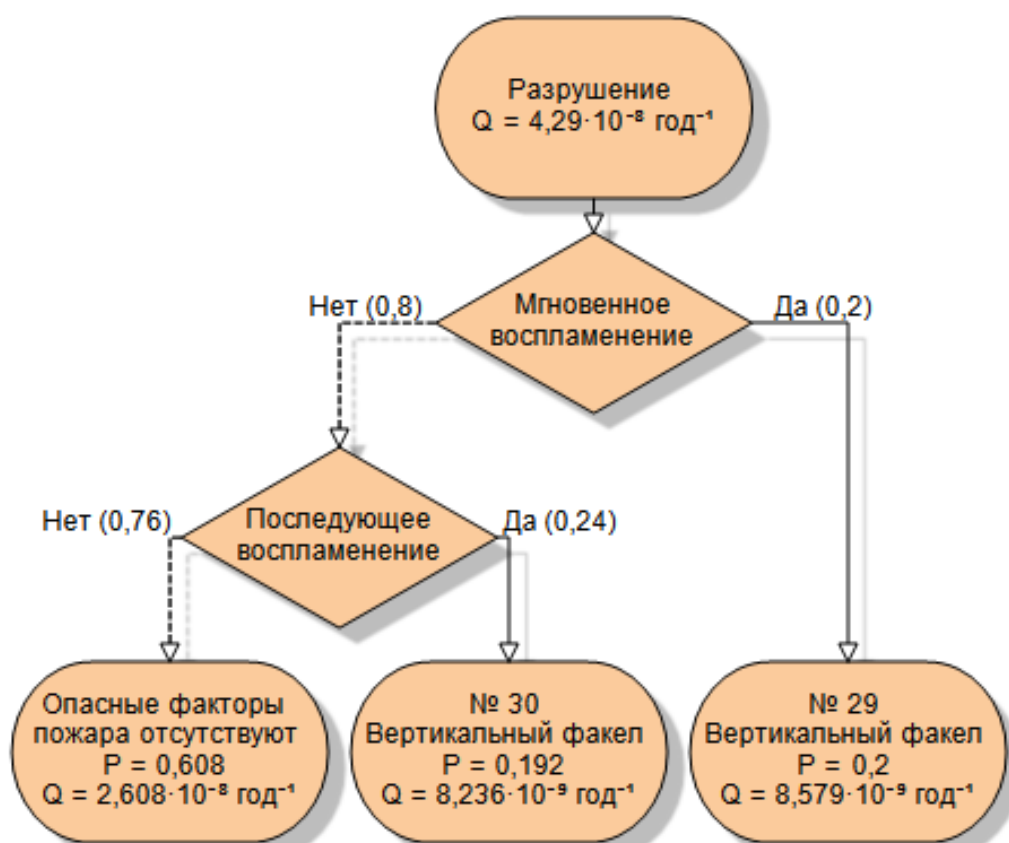 Разрушение
Q = 4,29·10⁻⁸ год⁻¹
Нет (0,8)
Мгновенное
воспламенение
Да (0,2)
Нет (0,76)
Последующее
воспламенение
Да (0,24)
Опасные факторы
пожара отсутствуют
P = 0,608
Q = 2,608·10⁻⁸ год⁻¹
№ 30
Вертикальный факел
P = 0,192
Q = 8,236·10⁻⁹ год⁻¹
№ 29
Вертикальный факел
P = 0,2
Q = 8,579·10⁻⁹ год⁻¹